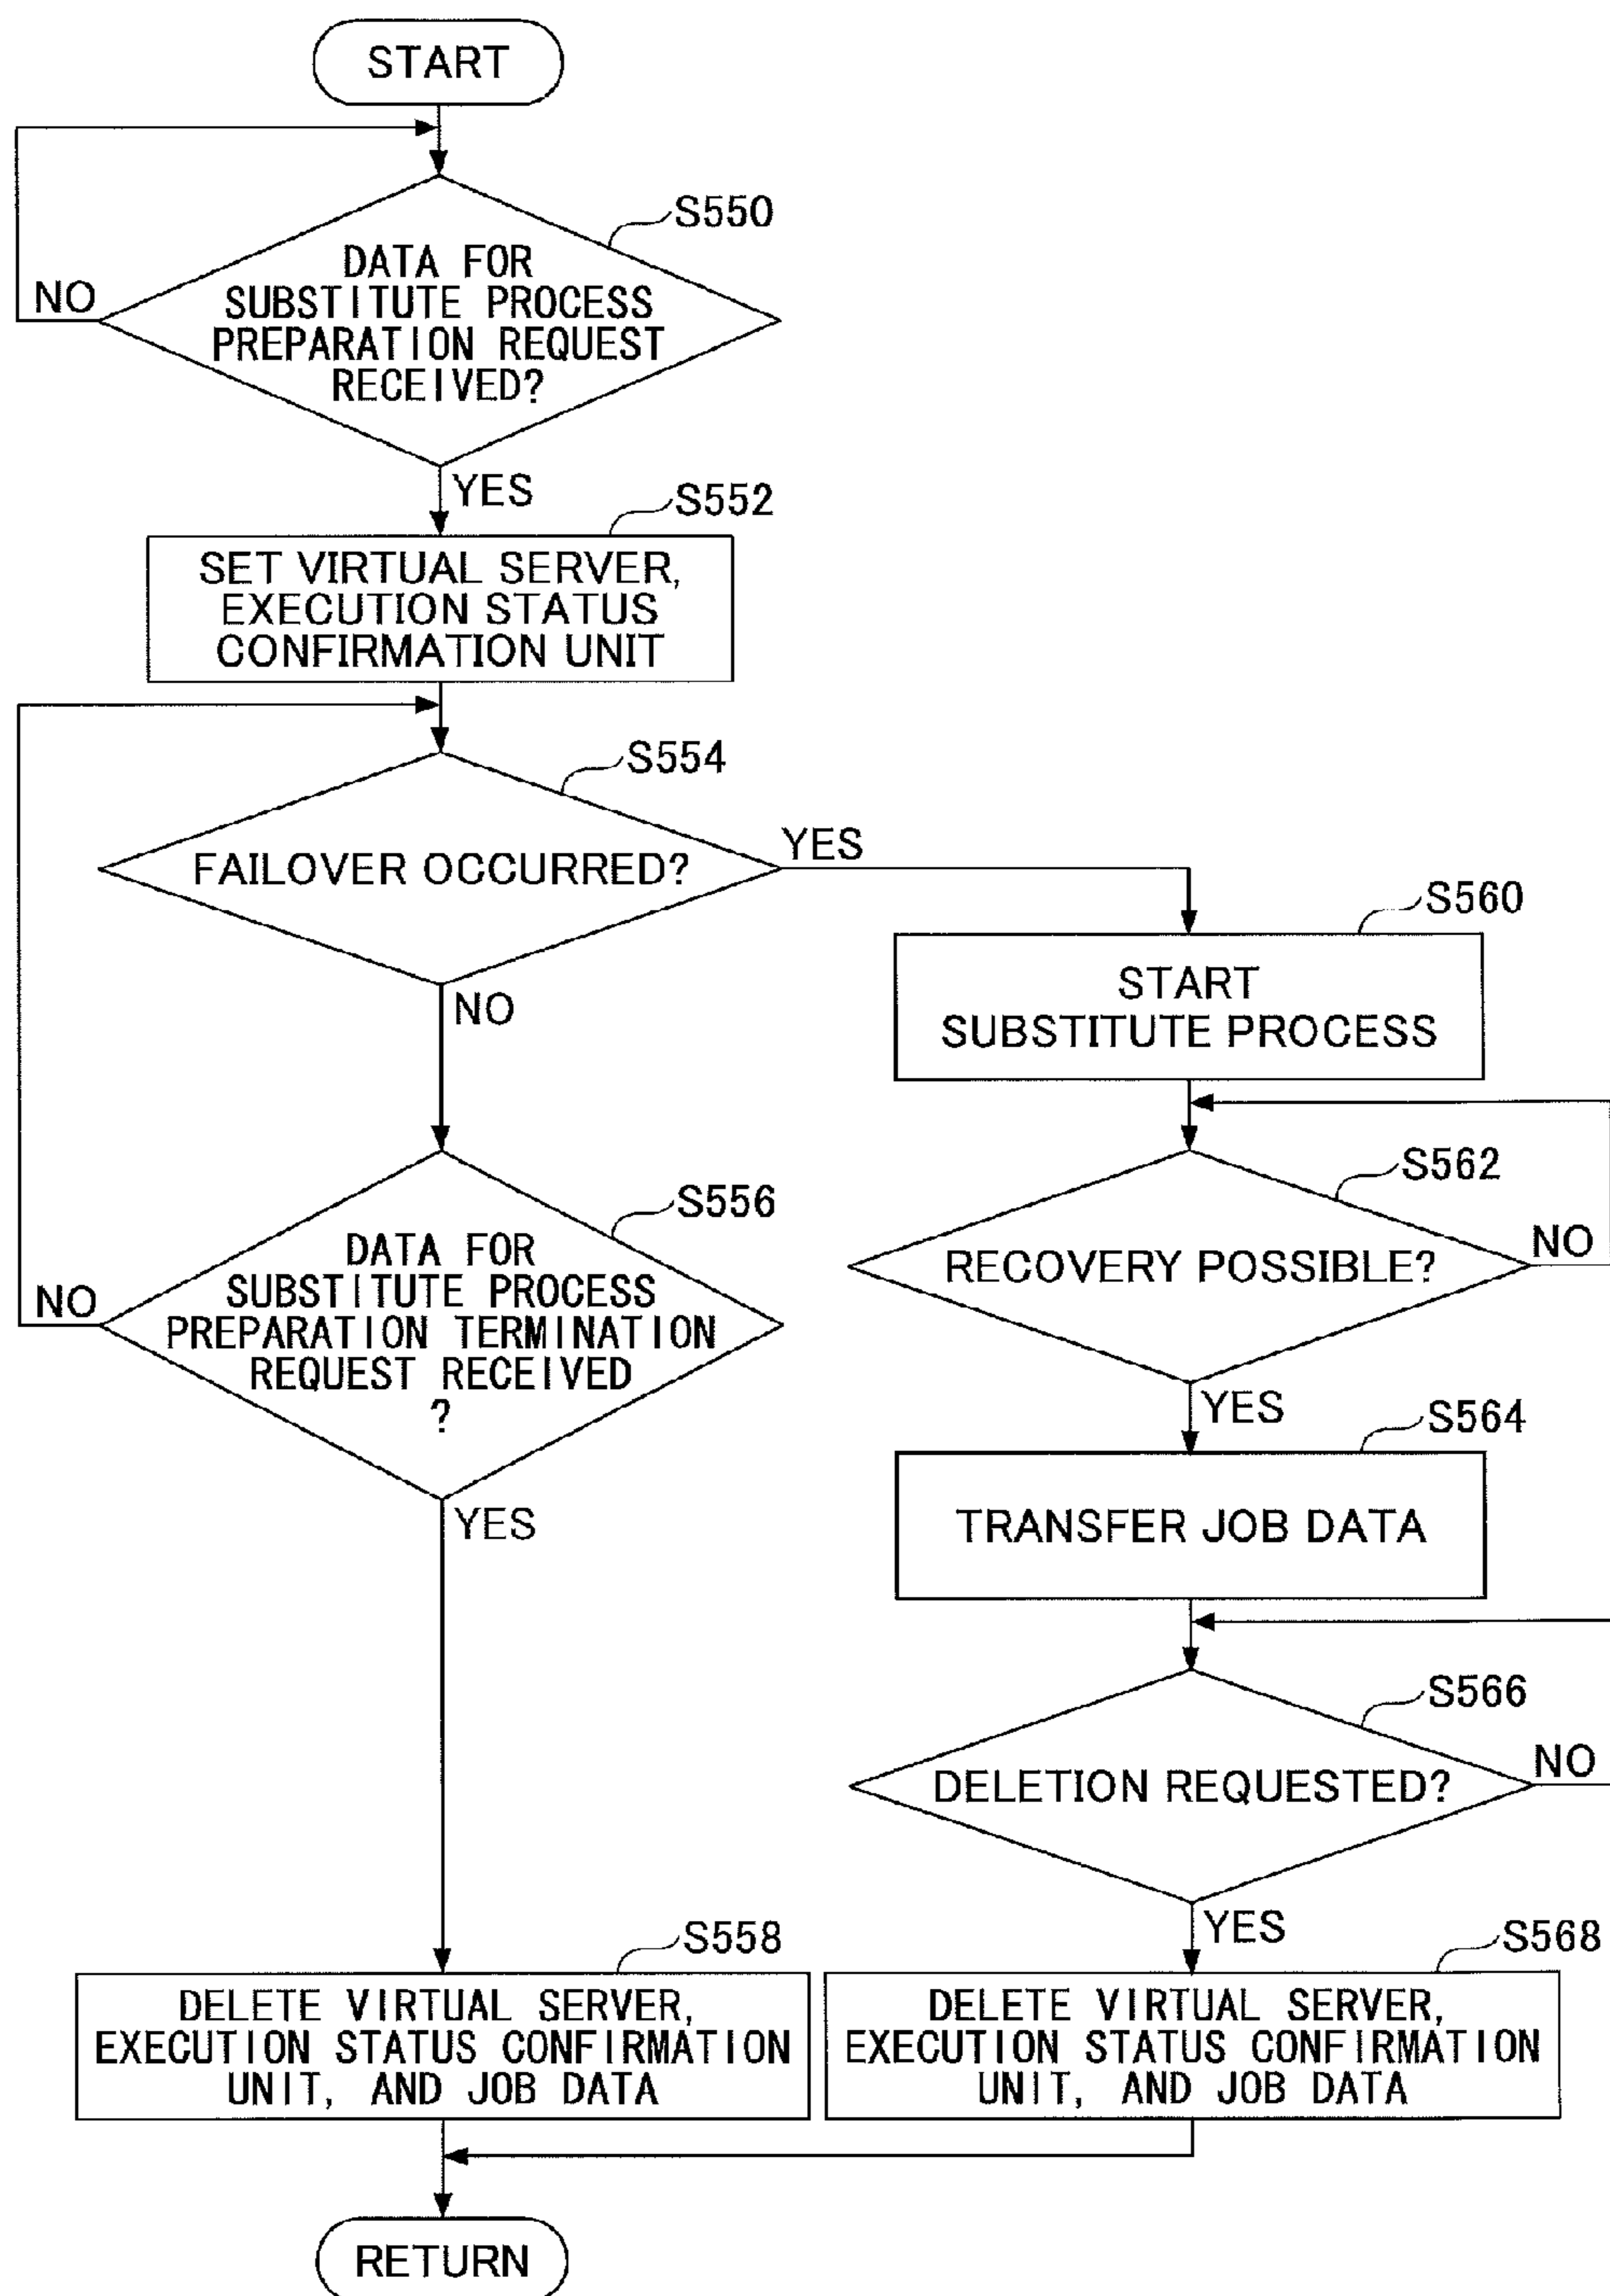 START
S550
DATA FOR
SUBSTITUTE PROCESS
PREPARATION REQUEST
RECEIVED?
NO
YES
S552
SET VIRTUAL SERVER,
EXECUTION STATUS
CONFIRMATION UNIT
S554
FAILOVER OCCURRED?
YES
NO
S560
START
SUBSTITUTE PROCESS
S556
DATA FOR
SUBSTITUTE PROCESS
PREPARATION TERMINATION
REQUEST RECEIVED
?
NO
YES
S562
RECOVERY POSSIBLE?
NO
YES
S564
TRANSFER JOB DATA
S566
DELETION REQUESTED?
NO
YES
S558
DELETE VIRTUAL SERVER,
EXECUTION STATUS CONFIRMATION
UNIT, AND JOB DATA
S568
DELETE VIRTUAL SERVER,
EXECUTION STATUS CONFIRMATION
UNIT, AND JOB DATA
RETURN